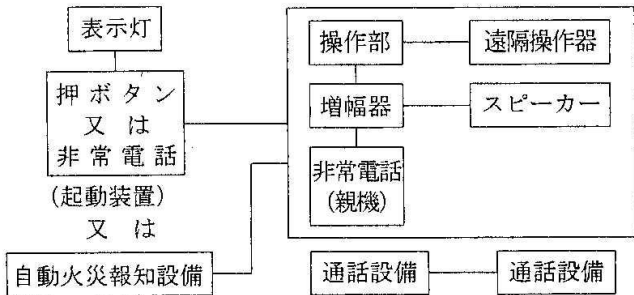 表示灯
押ボタン
又は
非常電話
(起動装置)
又は
自動火災報知設備
操作部
遠隔操作器
増幅器
スピーカー
非常電話
(親機)
通話設備
通話設備